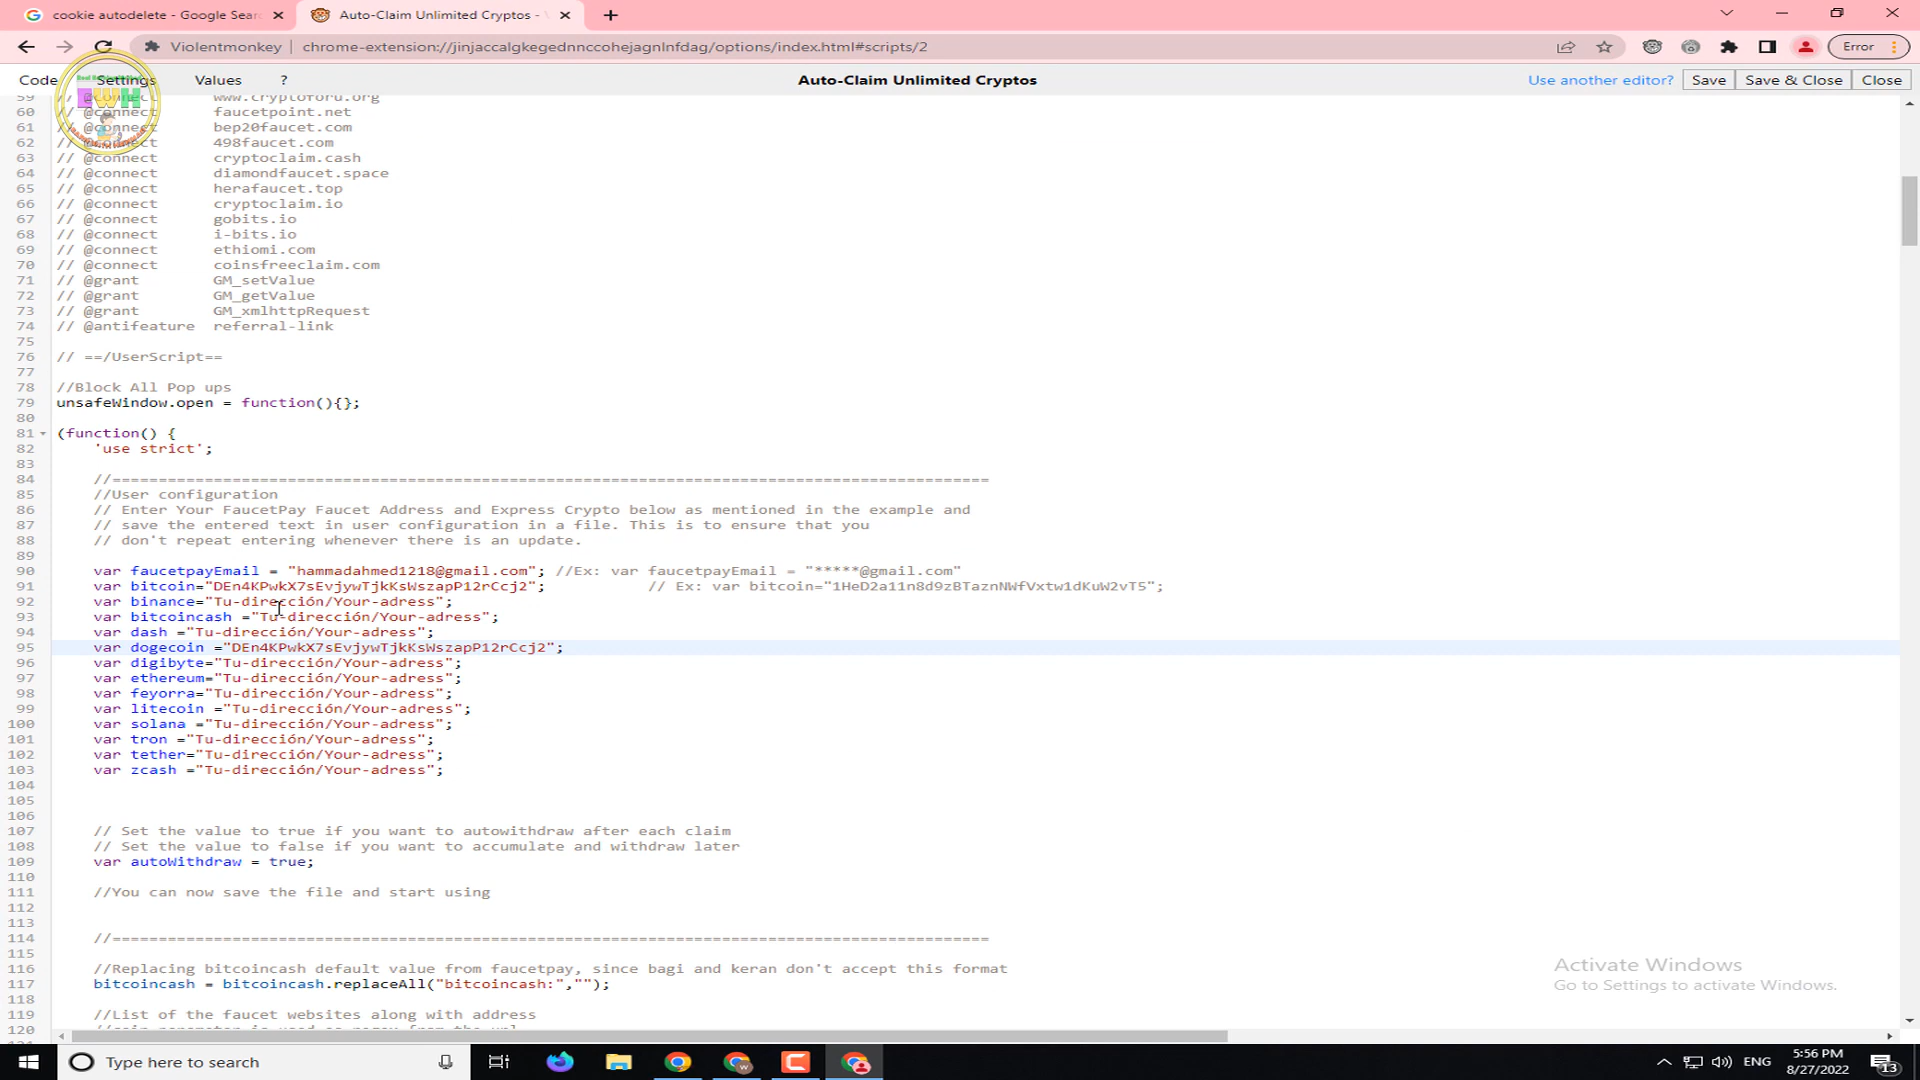 cookie autodelete - Google Sear
Auto-Claim Unlimited Cryptos -
Violentmonkey | chrome-extension://jinjaccalgkegednnccohejagnlnfdag/options/index.html#scripts/2
Error
Code Settings Values ? Auto-Claim Unlimited Cryptos Use another editor? Save Save & Close Close
EWH
59 // @connect www.cryptoforu.org
60 // @connect faucetpoint.net
61 // @connect bep20faucet.com
62 // @connect 498faucet.com
63 // @connect cryptoclaim.cash
64 // @connect diamondfaucet.space
65 // @connect herafaucet.top
66 // @connect cryptoclaim.io
67 // @connect gobits.io
68 // @connect i-bits.io
69 // @connect ethiomi.com
70 // @connect coinsfreeclaim.com
71 // @grant GM_setValue
72 // @grant GM_getValue
73 // @grant GM_xmlhttpRequest
74 // @antifeature referral-link
75
76 // ==/UserScript==
77
78 //Block All Pop ups
79 unsafeWindow.open = function(){};
80
81 (function() {
82 'use strict';
83
84 //===============================================================================================
85 //User configuration
86 // Enter Your FaucetPay Faucet Address and Express Crypto below as mentioned in the example and
87 // save the entered text in user configuration in a file. This is to ensure that you
88 // don't repeat entering whenever there is an update.
89
90 var faucetpayEmail = "hammadahmed1218@gmail.com"; //Ex: var faucetpayEmail = "*****@gmail.com"
91 var bitcoin="DEn4KPwkX7sEvjywTjkKsWszapP12rCcj2"; // Ex: var bitcoin="1HeD2a11n8d9zBTaznNWfVxtw1dKuW2vT5";
92 var binance="Tu-dirección/Your-adress";
93 var bitcoincash ="Tu-dirección/Your-adress";
94 var dash ="Tu-dirección/Your-adress";
95 var dogecoin ="DEn4KPwkX7sEvjywTjkKsWszapP12rCcj2";
96 var digibyte="Tu-dirección/Your-adress";
97 var ethereum="Tu-dirección/Your-adress";
98 var feyorra="Tu-dirección/Your-adress";
99 var litecoin ="Tu-dirección/Your-adress";
100 var solana ="Tu-dirección/Your-adress";
101 var tron ="Tu-dirección/Your-adress";
102 var tether="Tu-dirección/Your-adress";
103 var zcash ="Tu-dirección/Your-adress";
104
105
106
107 // Set the value to true if you want to autowithdraw after each claim
108 // Set the value to false if you want to accumulate and withdraw later
109 var autoWithdraw = true;
110
111 //You can now save the file and start using
112
113
114 //===============================================================================================
115
116 //Replacing bitcoincash default value from faucetpay, since bagi and keran don't accept this format
117 bitcoincash = bitcoincash.replaceAll("bitcoincash:","");
118
119 //List of the faucet websites along with address
120
Activate Windows
Go to Settings to activate Windows.
Type here to search
ENG
5:56 PM
8/27/2022
13